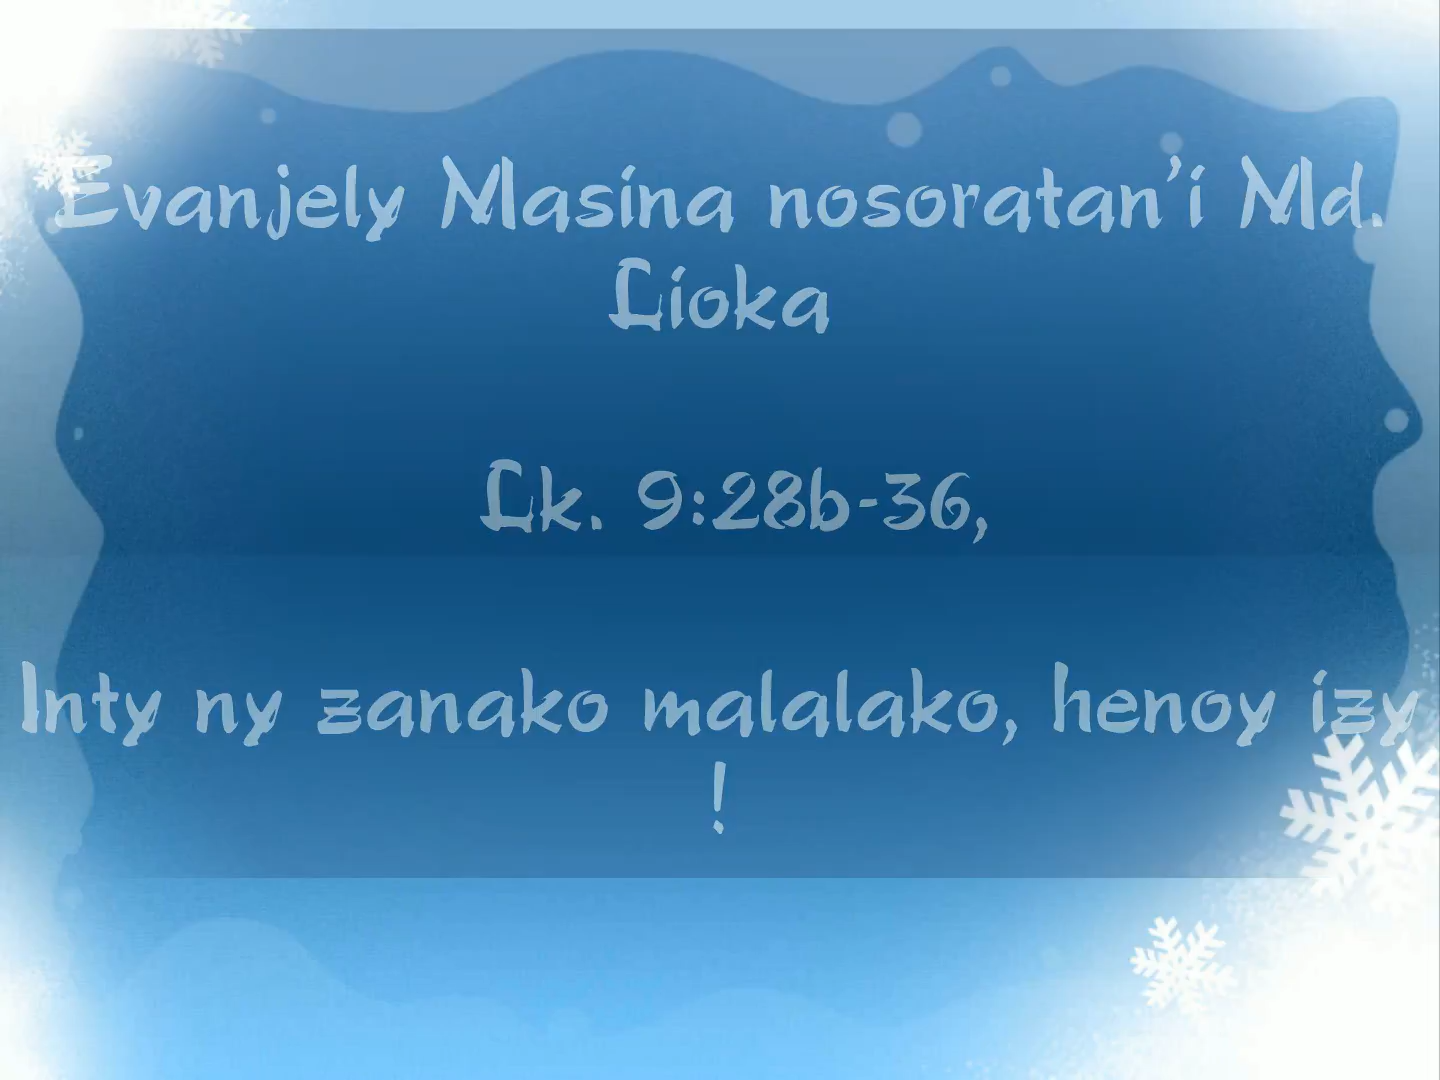 Evanjely Masina nosoratan’i Md.
Lioka
Lk. 9:28b-36,
Inty ny zanako malalako, henoy izy
!